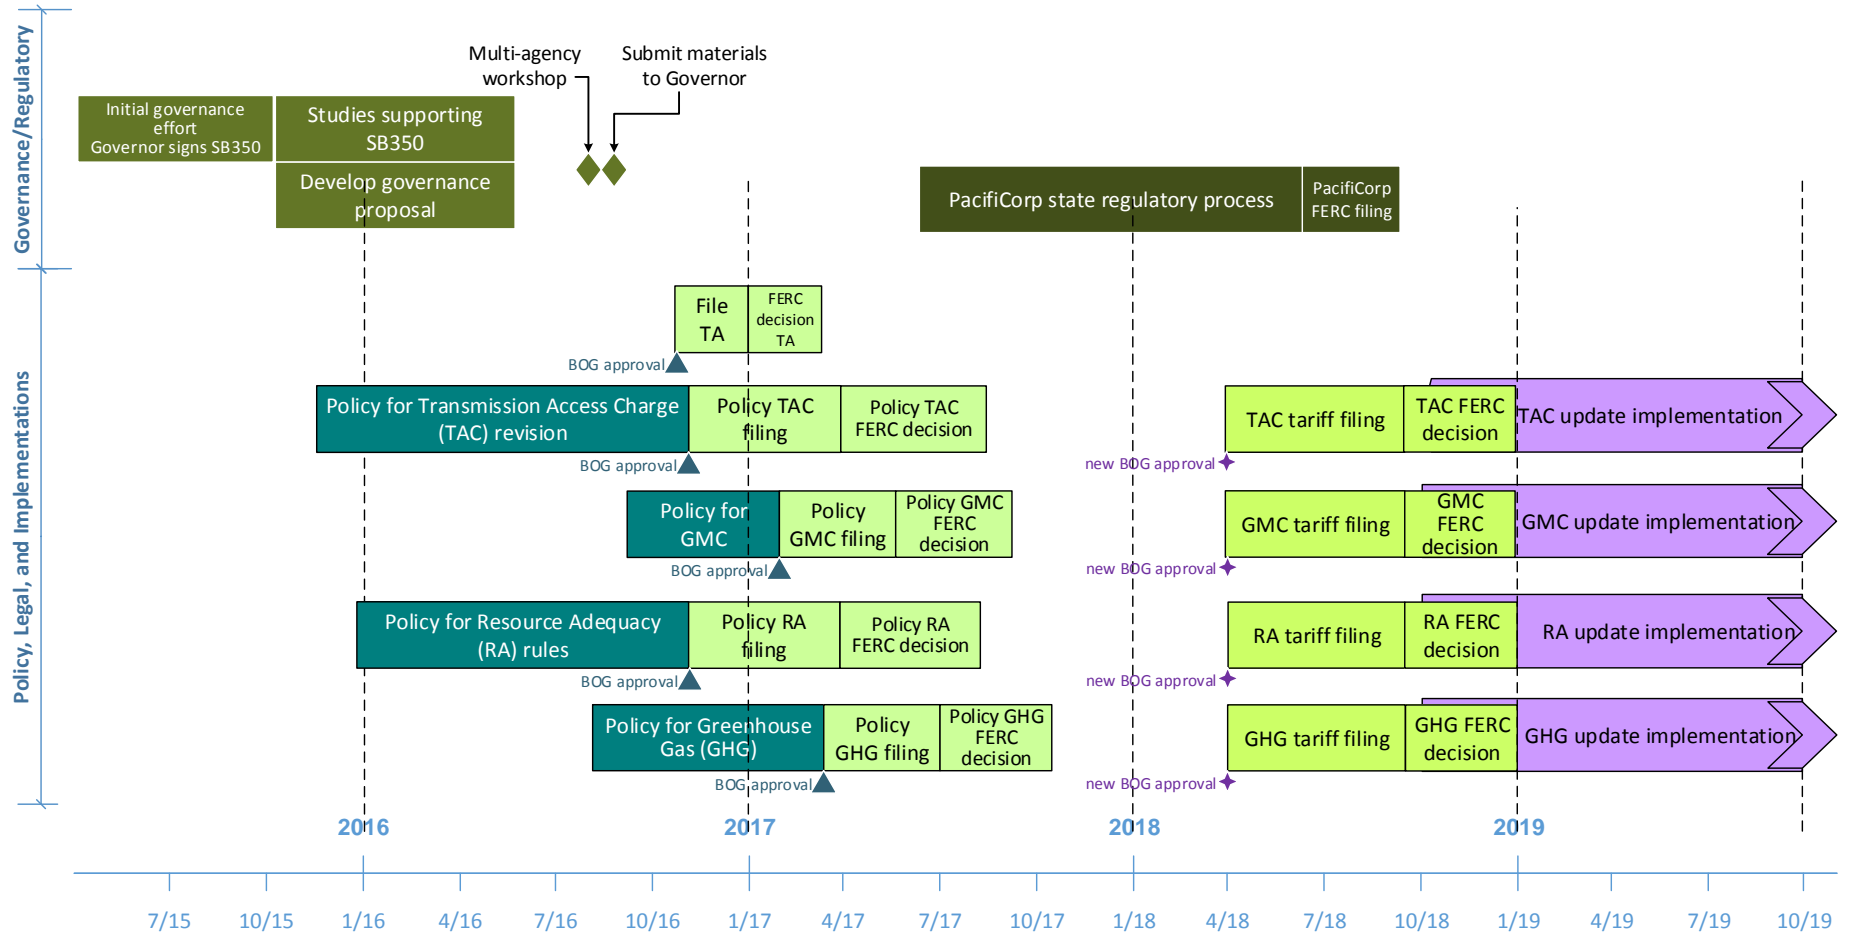 Governance/Regulatory
Multi-agency
workshop
Submit materials
to Governor
Initial governance
effort
Governor signs SB350
Studies supporting
SB350
Develop governance
proposal
PacifiCorp state regulatory process
PacifiCorp
FERC filing
Policy, Legal, and Implementations
File
TA
FERC
decision
TA
BOG approval
Policy for Transmission Access Charge
(TAC) revision
Policy TAC
filing
Policy TAC
FERC decision
TAC tariff filing
TAC FERC
decision
TAC update implementation
BOG approval
new BOG approval
Policy for
GMC
Policy
GMC filing
Policy GMC
FERC
decision
GMC tariff filing
GMC
FERC
decision
GMC update implementation
BOG approval
new BOG approval
Policy for Resource Adequacy
(RA) rules
Policy RA
filing
Policy RA
FERC decision
RA tariff filing
RA FERC
decision
RA update implementation
BOG approval
new BOG approval
Policy for Greenhouse
Gas (GHG)
Policy
GHG filing
Policy GHG
FERC
decision
GHG tariff filing
GHG FERC
decision
GHG update implementation
BOG approval
new BOG approval
2016
2017
2018
2019
7/15
10/15
1/16
4/16
7/16
10/16
1/17
4/17
7/17
10/17
1/18
4/18
7/18
10/18
1/19
4/19
7/19
10/19